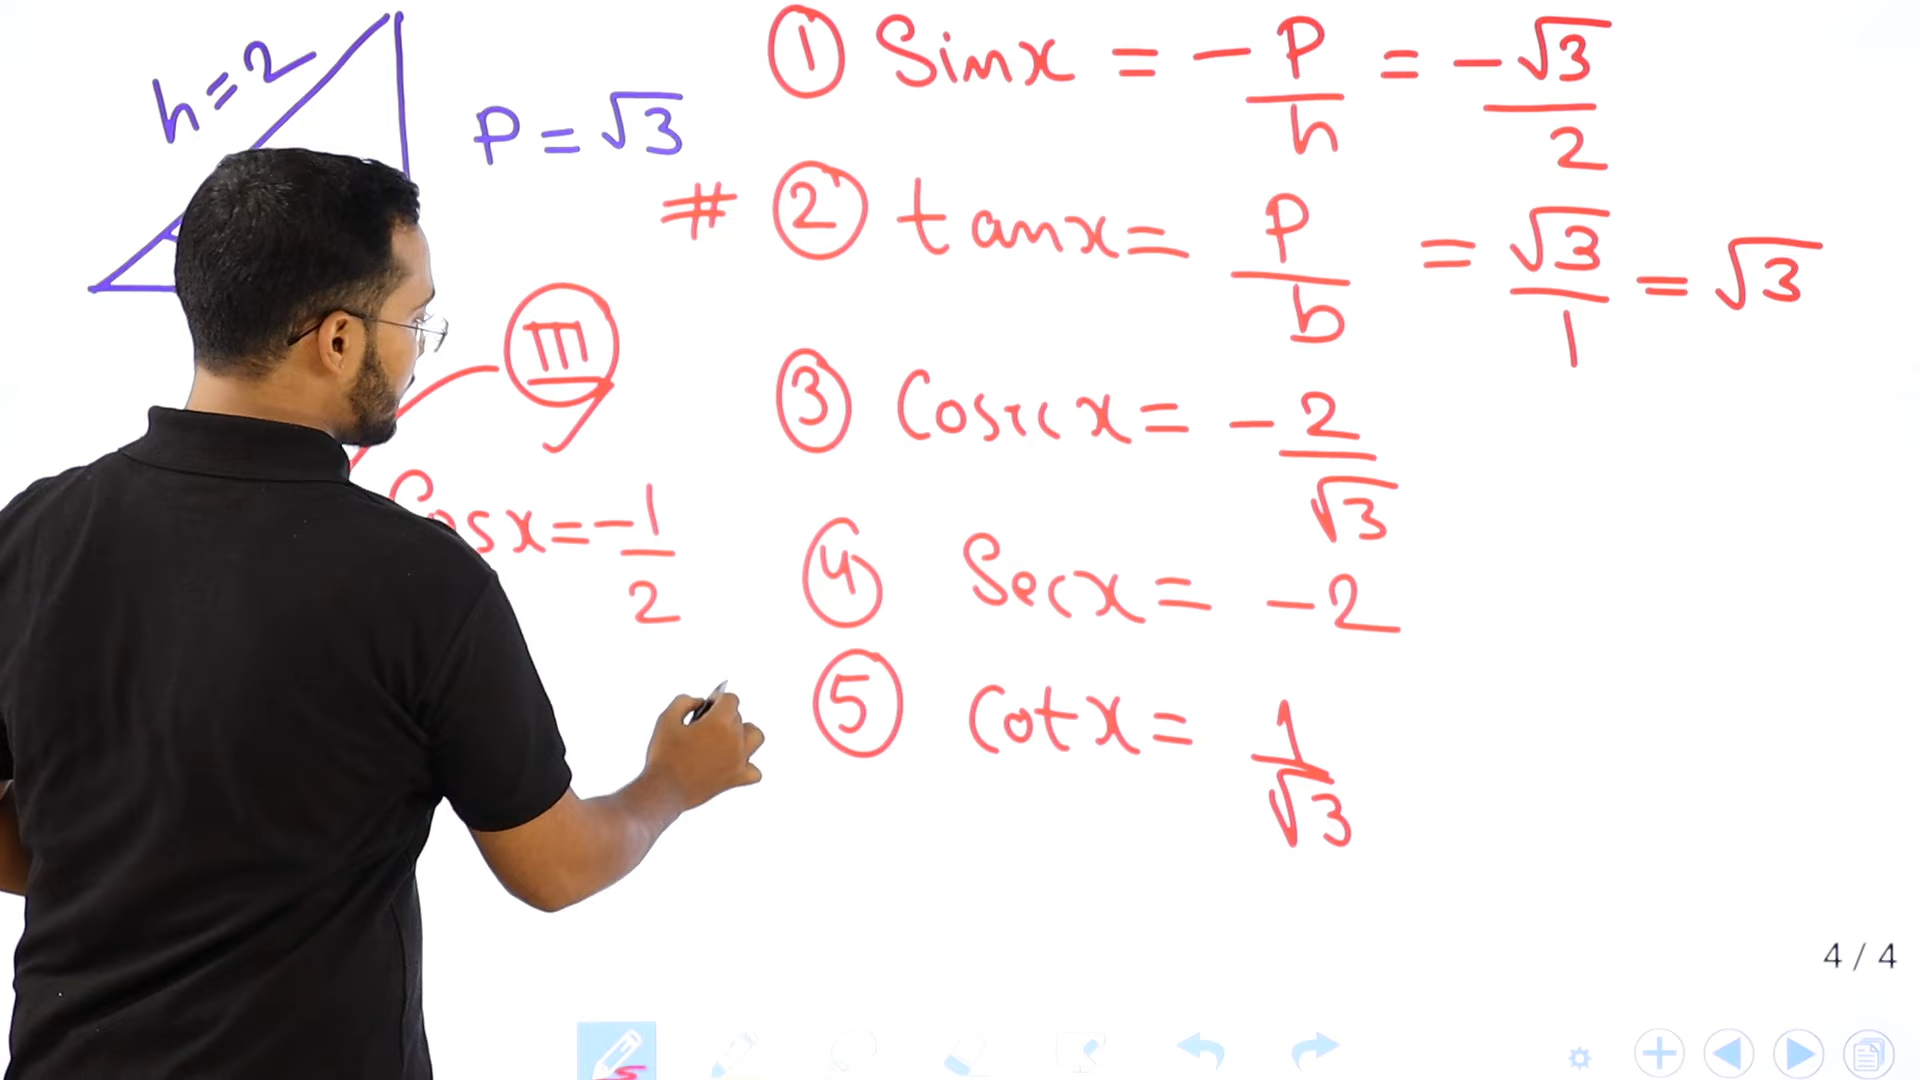 h = 2
P = √3
① Sinx = - P/h = -√3/2
# ② tanx = P/b = √3/1 = √3
III
③ Cosecx = - 2/√3
Cosx = - 1/2
④ Secx = - 2
⑤ Cotx = 1/√3
4 / 4